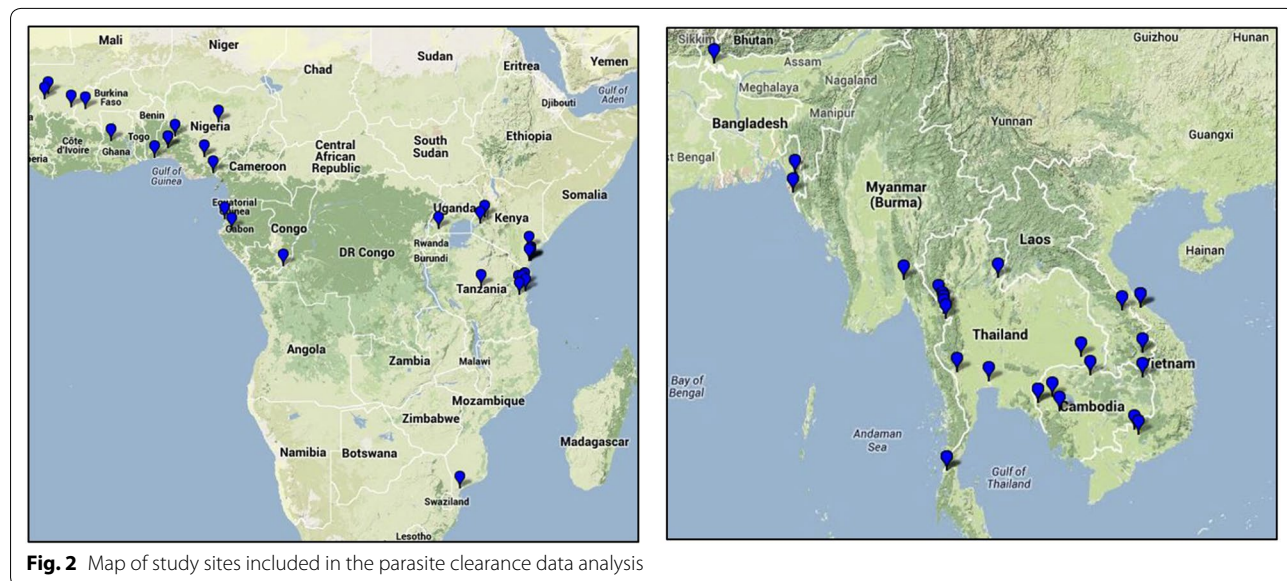 Mali
Niger
Chad
Sudan
Eritrea
Yemen
Gulf of
Aden
Djibouti
Burkina
Faso
Benin
Nigeria
Togo
Côte
d'Ivoire
Ghana
Gulf of
Guinea
Cameroon
Central
African
Republic
South
Sudan
Ethiopia
Somalia
Equatorial
Guinea
Gabon
Congo
DR Congo
Uganda
Kenya
Rwanda
Burundi
Tanzania
Angola
Zambia
Malawi
Mozambique
Zimbabwe
Namibia
Botswana
Madagascar
Swaziland
Lesotho
Sikkim
Bhutan
Assam
Nagaland
Meghalaya
Manipur
Bangladesh
st Bengal
Guizhou
Hunan
Yunnan
Guangxi
Myanmar
(Burma)
Laos
Hainan
Thailand
Vietnam
Cambodia
Bay of
Bengal
Andaman
Sea
Gulf of
Thailand
Fig. 2 Map of study sites included in the parasite clearance data analysis